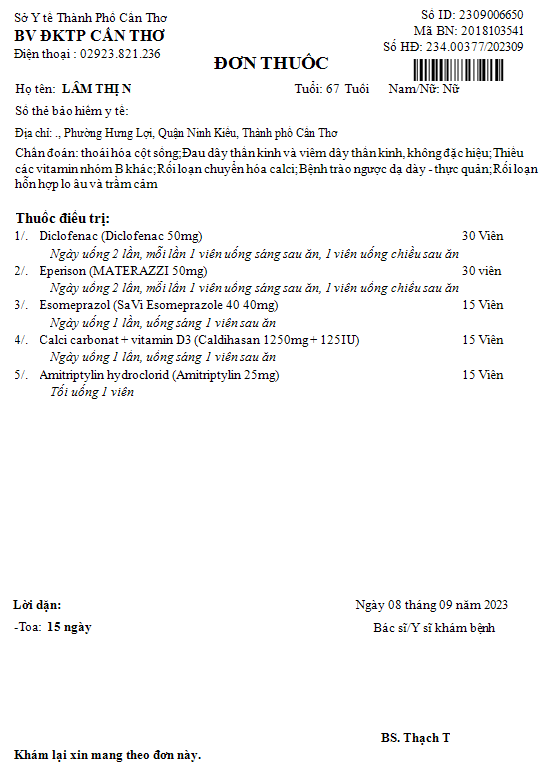 Sở Y tế Thành Phố Cần Thơ
BV ĐKTP CẦN THƠ
Điện thoại : 02923.821.236
Số ID: 2309006650
Mã BN: 2018103541
Số HĐ: 234.00377/202309
ĐƠN THUỐC
Họ tên: LÂM THỊ N
Tuổi: 67 Tuổi
Nam/Nữ: Nữ
Số thẻ bảo hiểm y tế:
Địa chỉ: ., Phường Hưng Lợi, Quận Ninh Kiều, Thành phố Cần Thơ
Chẩn đoán: thoái hóa cột sống;Đau dây thần kinh và viêm dây thần kinh, không đặc hiệu;Thiếu
các vitamin nhóm B khác;Rối loạn chuyển hóa calci;Bệnh trào ngược dạ dày - thực quản;Rối loạn
hỗn hợp lo âu và trầm cảm
Thuốc điều trị:
1/. Diclofenac (Diclofenac 50mg) 30 Viên
Ngày uống 2 lần, mỗi lần 1 viên uống sáng sau ăn, 1 viên uống chiều sau ăn
2/. Eperison (MATERAZZI 50mg) 30 viên
Ngày uống 2 lần, mỗi lần 1 viên uống sáng sau ăn, 1 viên uống chiều sau ăn
3/. Esomeprazol (SaVi Esomeprazole 40 40mg) 15 Viên
Ngày uống 1 lần, uống sáng 1 viên sau ăn
4/. Calci carbonat + vitamin D3 (Caldihasan 1250mg + 125IU) 15 Viên
Ngày uống 1 lần, uống sáng 1 viên sau ăn
5/. Amitriptylin hydroclorid (Amitriptylin 25mg) 15 Viên
Tối uống 1 viên
Lời dặn:
Ngày 08 tháng 09 năm 2023
-Toa: 15 ngày
Bác sĩ/Y sĩ khám bệnh
BS. Thạch T
Khám lại xin mang theo đơn này.